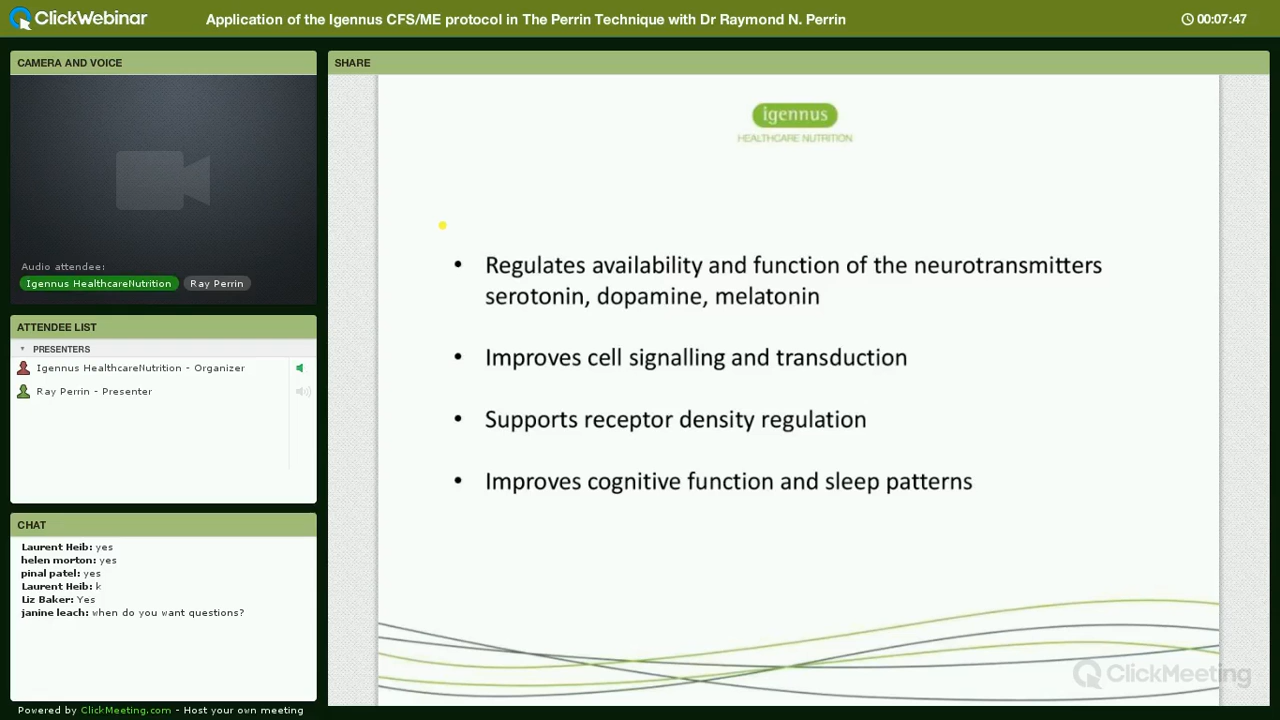 ClickWebinar
Application of the Igennus CFS/ME protocol in The Perrin Technique with Dr Raymond N. Perrin
00:07:47
CAMERA AND VOICE
Audio attendee:
Igennus HealthcareNutrition
Ray Perrin
ATTENDEE LIST
PRESENTERS
Igennus HealthcareNutrition - Organizer
Ray Perrin - Presenter
CHAT
Laurent Heib: yes
helen morton: yes
pinal patel: yes
Laurent Heib: k
Liz Baker: Yes
janine leach: when do you want questions?
Powered by ClickMeeting.com - Host your own meeting
SHARE
igennus
HEALTHCARE NUTRITION
• Regulates availability and function of the neurotransmitters
serotonin, dopamine, melatonin
• Improves cell signalling and transduction
• Supports receptor density regulation
• Improves cognitive function and sleep patterns
ClickMeeting